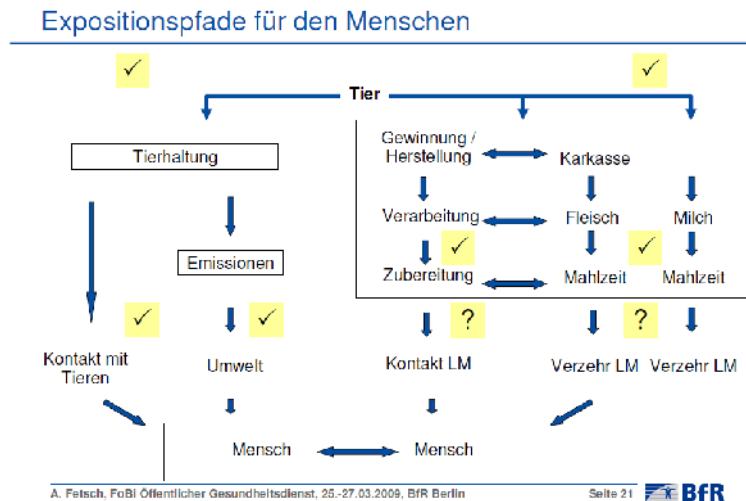 Expositionspfade für den Menschen
✓
✓
Tier
Tierhaltung
Gewinnung /
Herstellung
Karkasse
Verarbeitung
Fleisch
Milch
✓
✓
Emissionen
Zubereitung
Mahlzeit
Mahlzeit
✓
✓
?
?
Kontakt mit
Tieren
Umwelt
Kontakt LM
Verzehr LM
Verzehr LM
Mensch
Mensch
A. Fetsch, FoBi Öffentlicher Gesundheitsdienst, 25.-27.03.2009, BfR Berlin
Seite 21
BfR